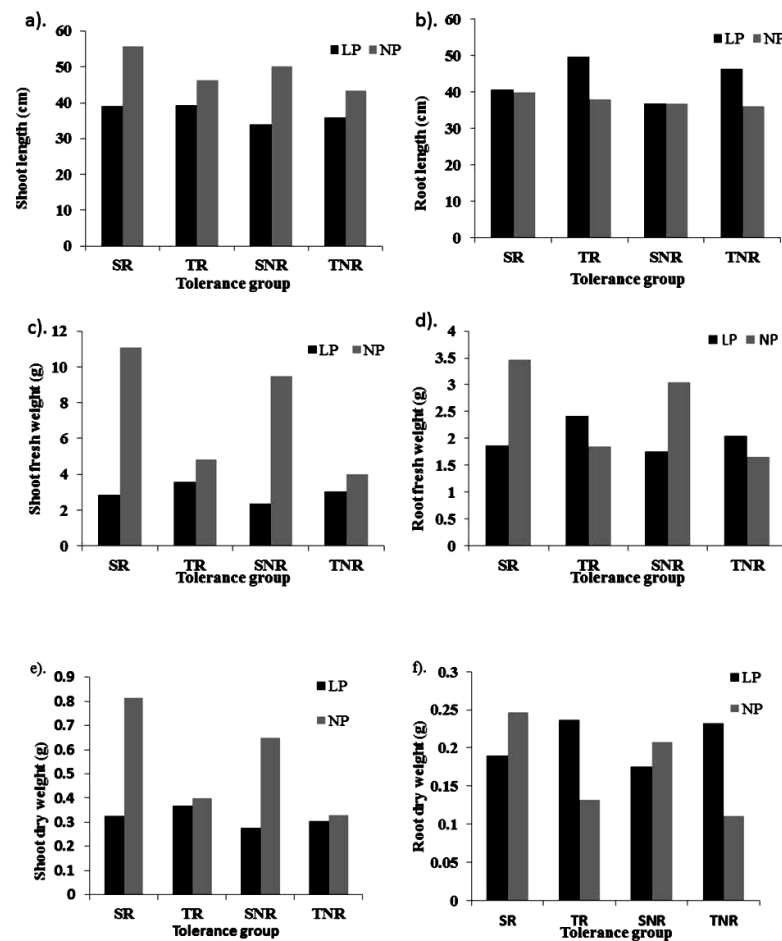 a).
LP NP
60
50
40
30
20
10
0
Shoot length (cm)
SR TR SNR TNR
Tolerance group
b).
LP NP
60
50
40
30
20
10
0
Root length (cm)
SR TR SNR TNR
Tolerance group
c).
LP NP
12
10
8
6
4
2
0
Shoot fresh weight (g)
SR TR SNR TNR
Tolerance group
d).
LP NP
4
3.5
3
2.5
2
1.5
1
0.5
0
Root fresh weight (g)
SR TR SNR TNR
Tolerance group
e).
LP
NP
0.9
0.8
0.7
0.6
0.5
0.4
0.3
0.2
0.1
0
Shoot dry weight (g)
SR TR SNR TNR
Tolerance group
f).
LP
NP
0.3
0.25
0.2
0.15
0.1
0.05
0
Root dry weight (g)
SR TR SNR TNR
Tolerance group